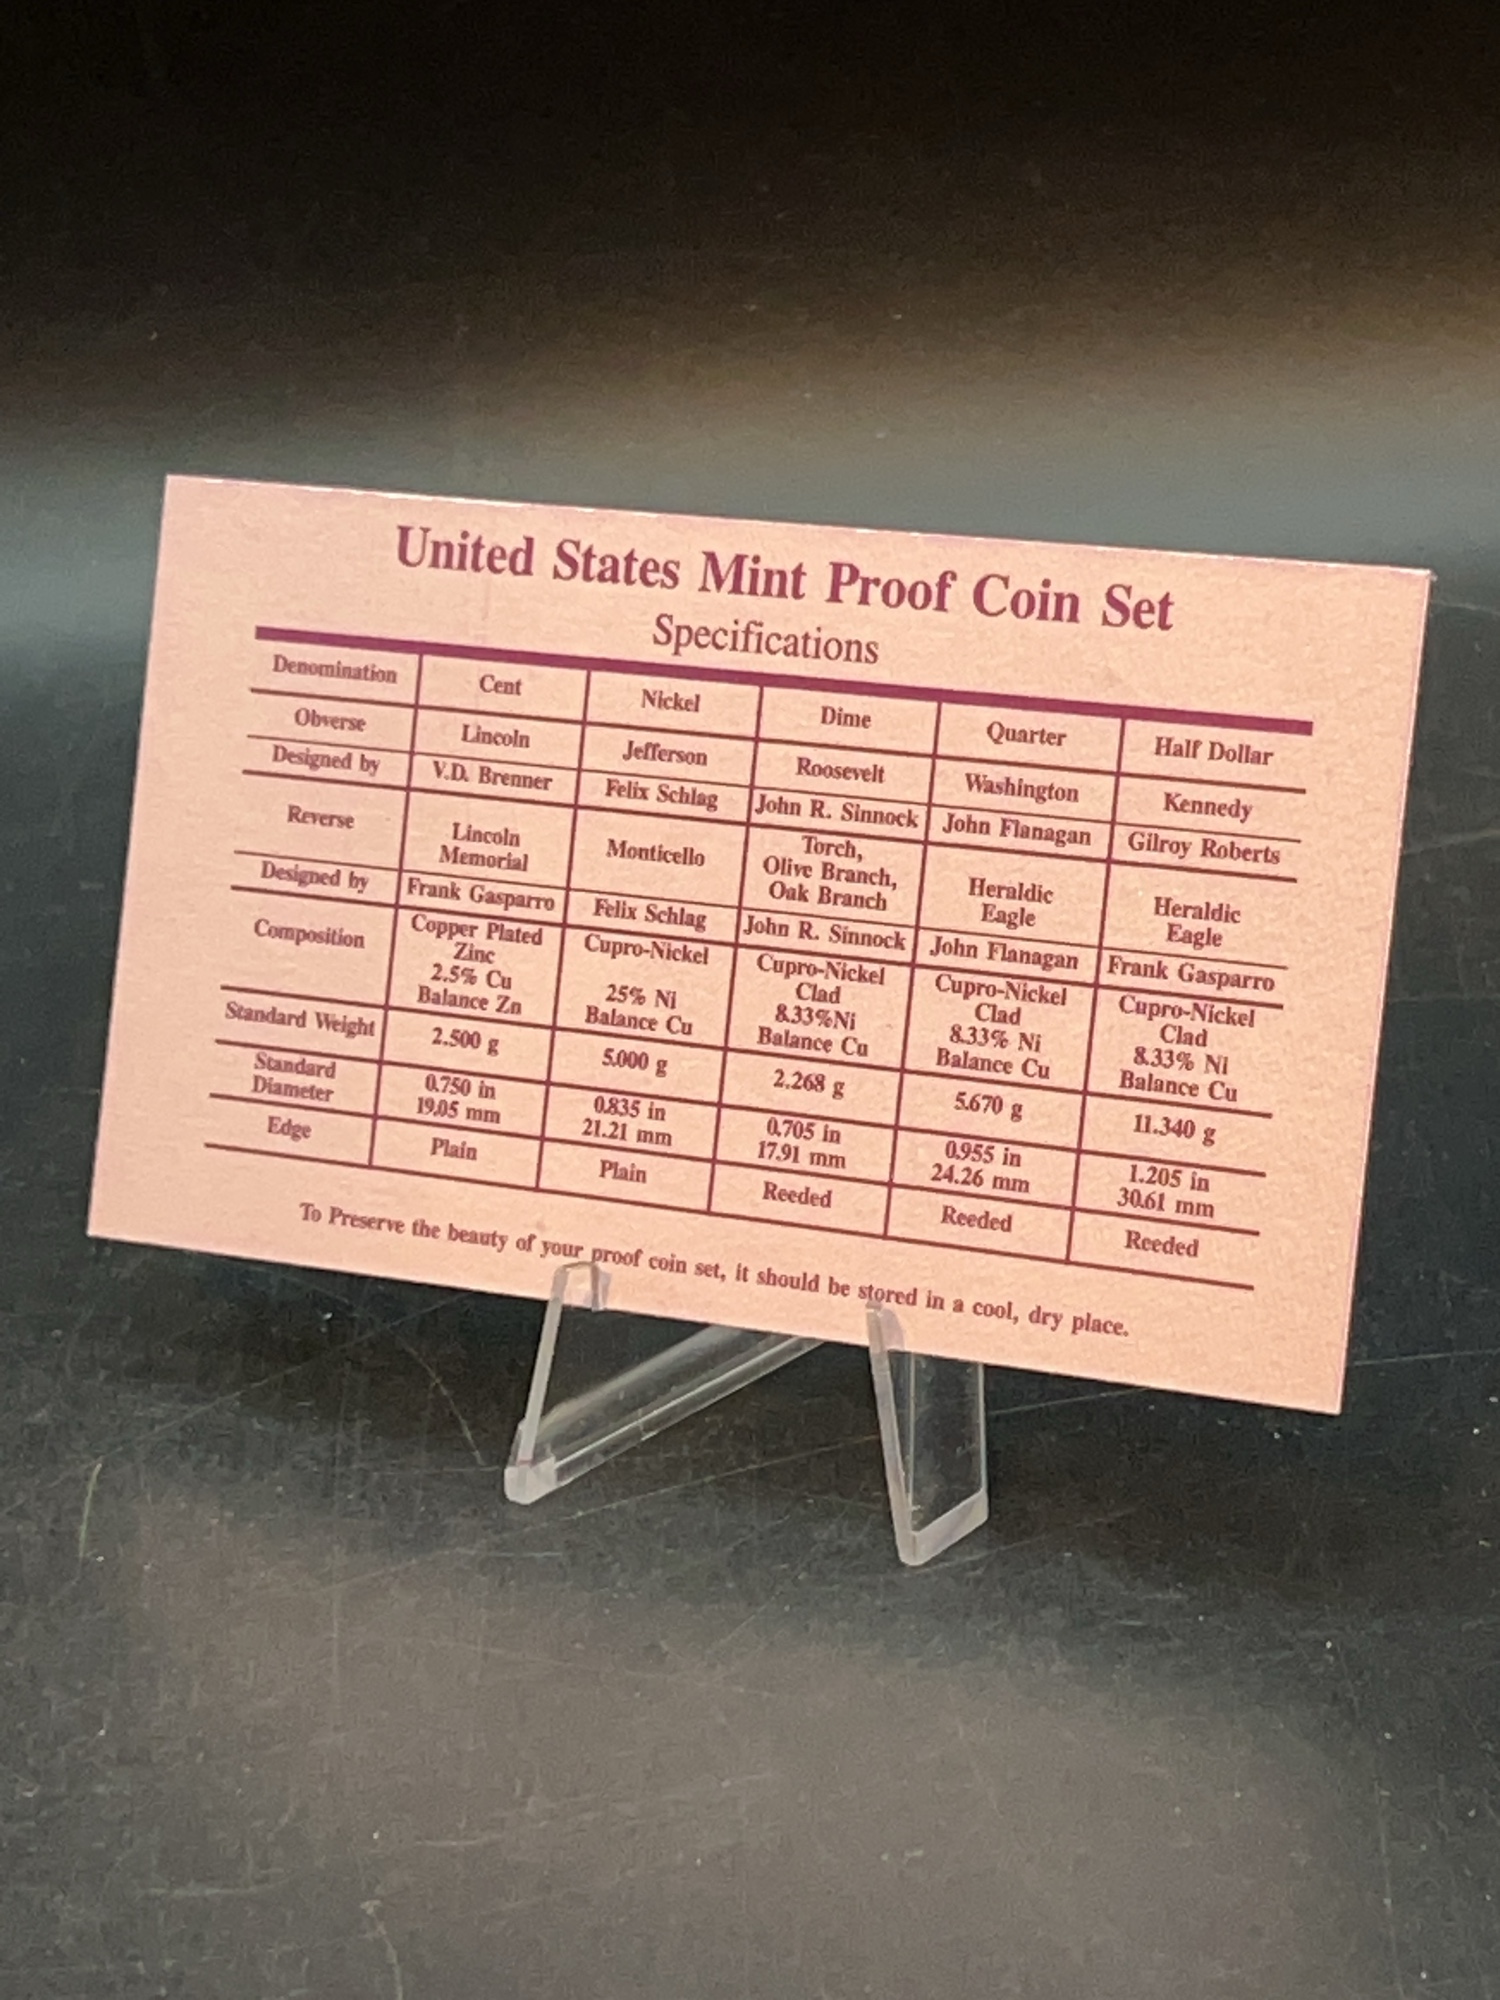 United States Mint Proof Coin Set
Specifications
Denomination Cent Nickel Dime Quarter Half Dollar
Obverse Lincoln Jefferson Roosevelt Washington Kennedy
Designed by V.D. Brenner Felix Schlag John R. Sinnock John Flanagan Gilroy Roberts
Reverse Lincoln Memorial Monticello Torch, Olive Branch, Oak Branch Heraldic Eagle Heraldic Eagle
Designed by Frank Gasparro Felix Schlag John R. Sinnock John Flanagan Frank Gasparro
Composition Copper Plated Zinc 2.5% Cu Balance Zn Cupro-Nickel 25% Ni Balance Cu Cupro-Nickel Clad 8.33%Ni Balance Cu Cupro-Nickel Clad 8.33% Ni Balance Cu Cupro-Nickel Clad 8.33% Ni Balance Cu
Standard Weight 2.500 g 5.000 g 2.268 g 5.670 g 11.340 g
Standard Diameter 0.750 in 19.05 mm 0.835 in 21.21 mm 0.705 in 17.91 mm 0.955 in 24.26 mm 1.205 in 30.61 mm
Edge Plain Plain Reeded Reeded Reeded
To Preserve the beauty of your proof coin set, it should be stored in a cool, dry place.